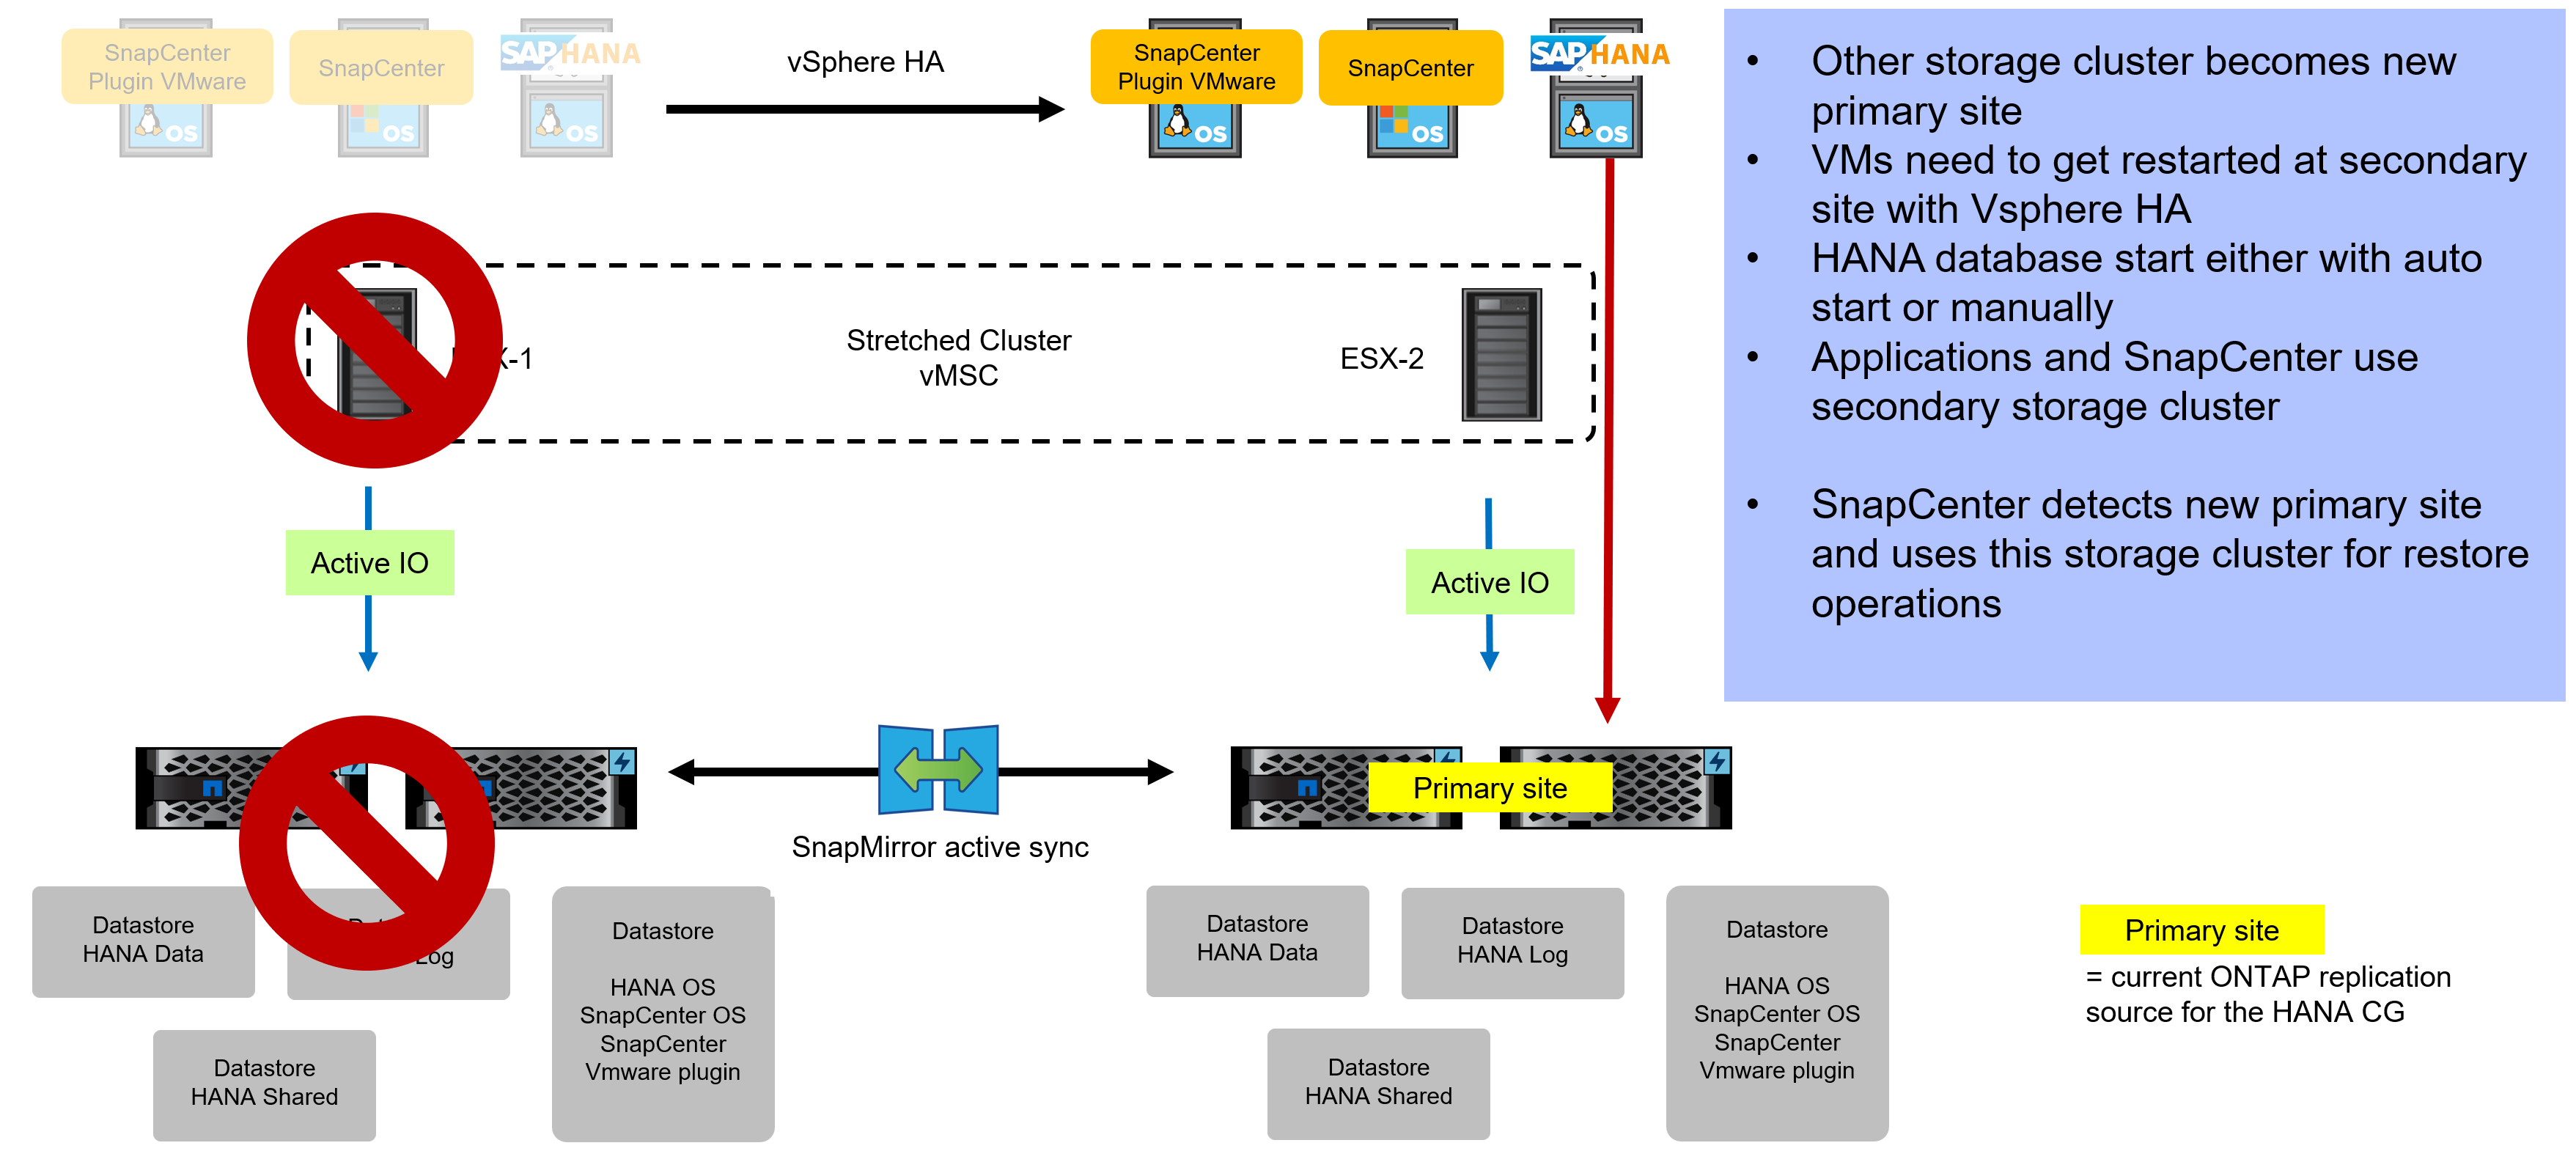 SnapCenter
Plugin VMware
SnapCenter
SAP HANA
OS
OS
OS
vSphere HA
SnapCenter
Plugin VMware
SnapCenter
SAP HANA
OS
OS
OS
• Other storage cluster becomes new
primary site
• VMs need to get restarted at secondary
site with Vsphere HA
• HANA database start either with auto
start or manually
• Applications and SnapCenter use
secondary storage cluster
• SnapCenter detects new primary site
and uses this storage cluster for restore
operations
X-1
Stretched Cluster
vMSC
ESX-2
Active IO
Active IO
Primary site
SnapMirror active sync
Datastore
HANA Data
Log
Datastore
HANA OS
SnapCenter OS
SnapCenter
Vmware plugin
Datastore
HANA Shared
Datastore
HANA Data
Datastore
HANA Log
Datastore
HANA OS
SnapCenter OS
SnapCenter
Vmware plugin
Datastore
HANA Shared
Primary site
= current ONTAP replication
source for the HANA CG